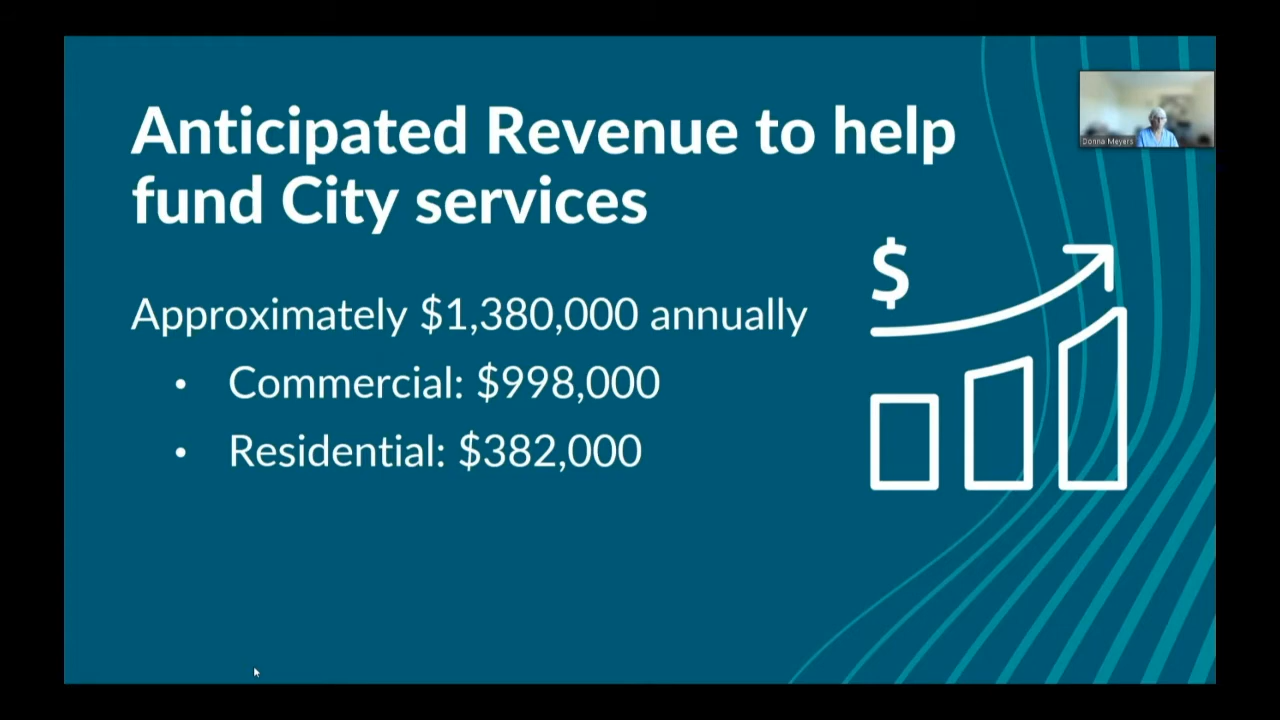 Anticipated Revenue to help
fund City services
Approximately $1,380,000 annually
• Commercial: $998,000
• Residential: $382,000
$
Donna Meyers